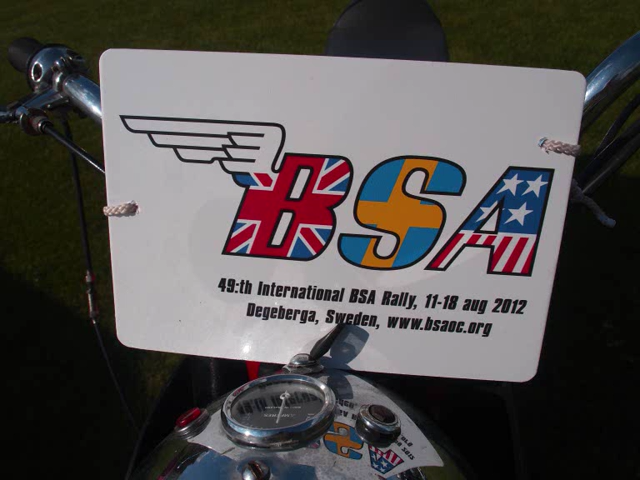 BSA
49:th International BSA Rally, 11-18 aug 2012
Degeberga, Sweden, www.bsaoc.org